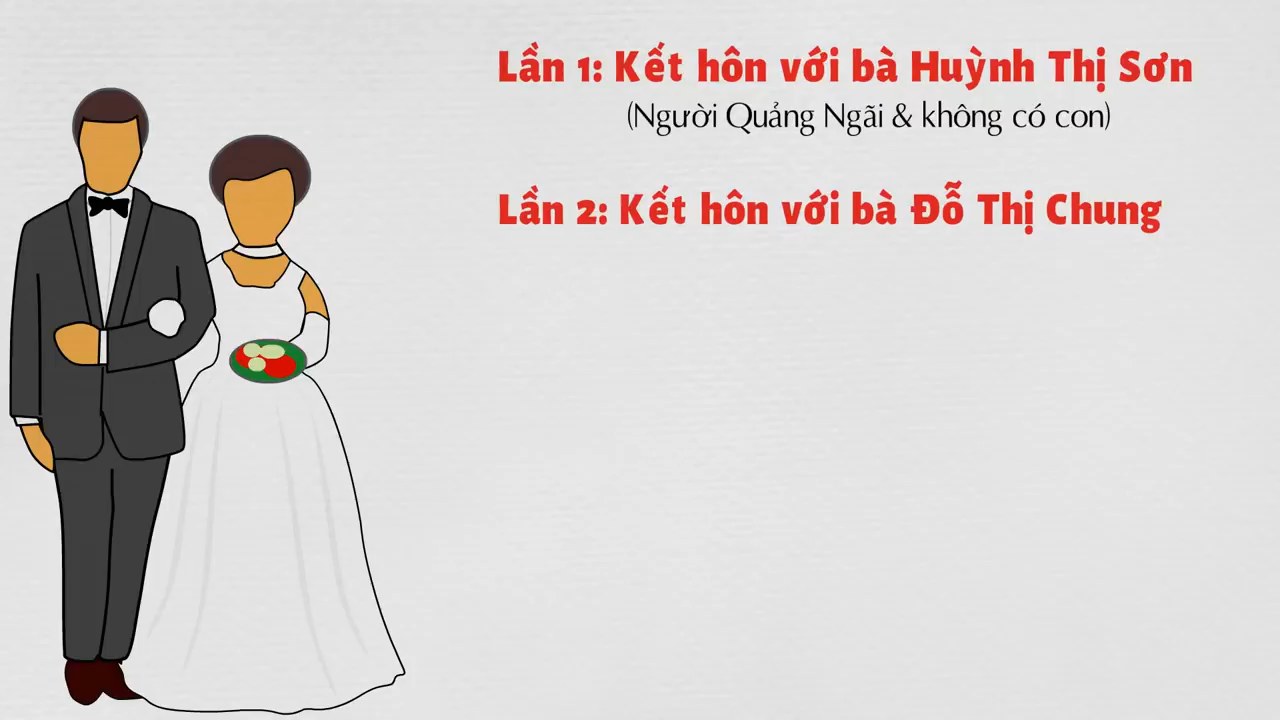 Lần 1: Kết hôn với bà Huỳnh Thị Sơn
(Người Quảng Ngãi & không có con)
Lần 2: Kết hôn với bà Đỗ Thị Chung